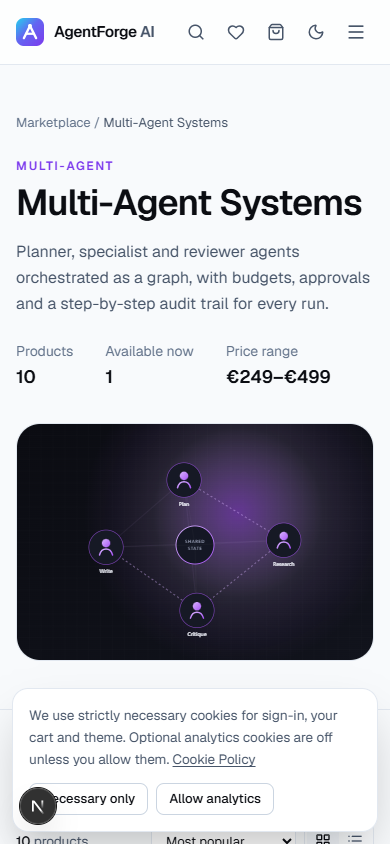 AgentForge AI
Marketplace / Multi-Agent Systems
MULTI-AGENT
Multi-Agent Systems
Planner, specialist and reviewer agents
orchestrated as a graph, with budgets, approvals
and a step-by-step audit trail for every run.
Products
10
Available now
1
Price range
€249–€499
Plan
SHARED
STATE
Write
Research
Critique
We use strictly necessary cookies for sign-in, your
cart and theme. Optional analytics cookies are off
unless you allow them. Cookie Policy
N
ecessary only
Allow analytics
10 products
Most popular